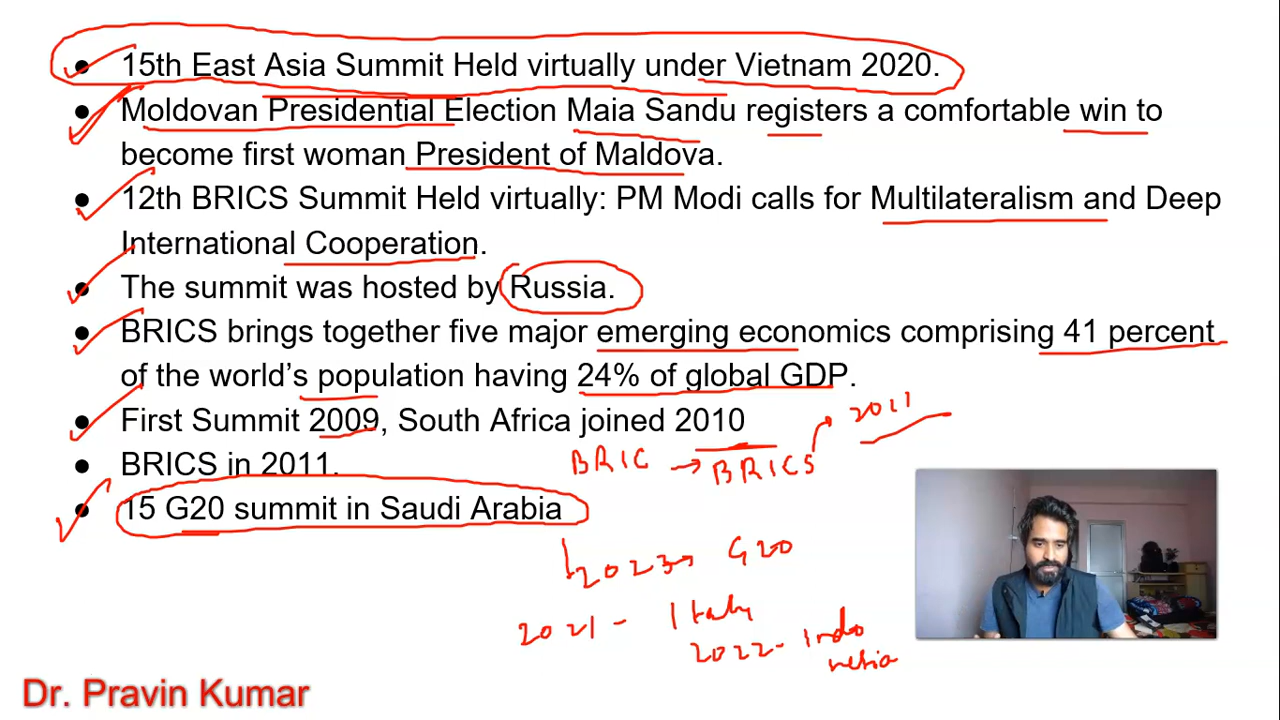 ● 15th East Asia Summit Held virtually under Vietnam 2020.
● Moldovan Presidential Election Maia Sandu registers a comfortable win to
become first woman President of Maldova.
● 12th BRICS Summit Held virtually: PM Modi calls for Multilateralism and Deep
International Cooperation.
● The summit was hosted by Russia.
● BRICS brings together five major emerging economics comprising 41 percent
of the world's population having 24% of global GDP.
● First Summit 2009, South Africa joined 2010
2011
● BRICS in 2011.
BRIC → BRICS
● 15 G20 summit in Saudi Arabia
2023 → G20
2021 - Italy
2022 - Indo
nesia
Dr. Pravin Kumar